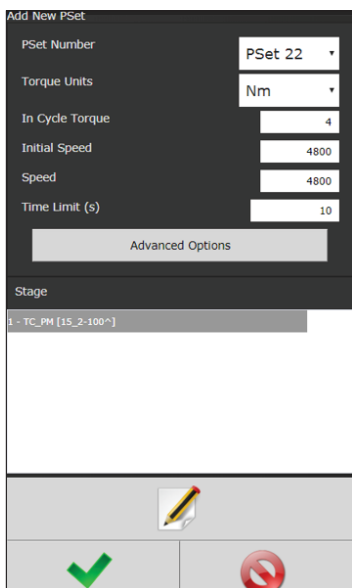 Add New PSet
PSet Number PSet 22
Torque Units Nm
In Cycle Torque 4
Initial Speed 4800
Speed 4800
Time Limit (s) 10
Advanced Options
Stage
1 - TC_PM [15_2-100^]